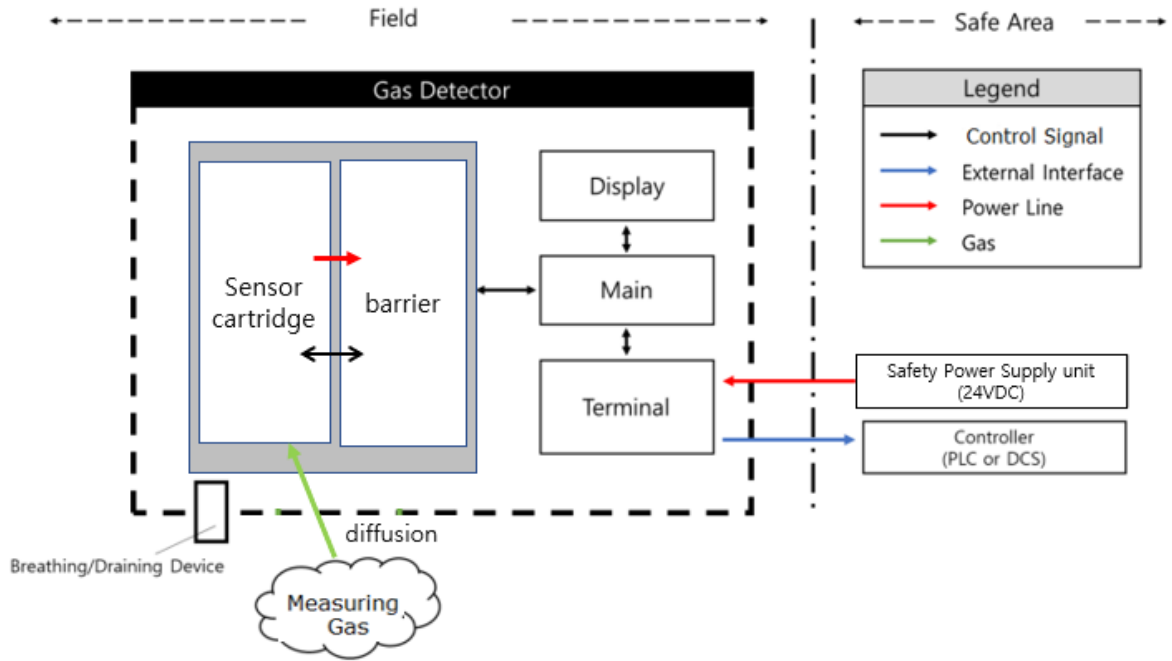 Field
Safe Area
Gas Detector
Legend
Control Signal
External Interface
Power Line
Gas
Display
Main
Terminal
Sensor
cartridge
barrier
Safety Power Supply unit
(24VDC)
Controller
(PLC or DCS)
diffusion
Breathing/Draining Device
Measuring
Gas